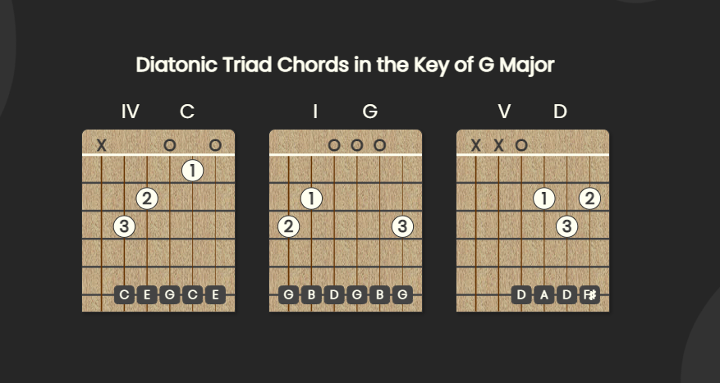 Diatonic Triad Chords in the Key of G Major
IV C
X O O
1
2
3
C E G C E
I G
O O O
1
2 3
G B D G B G
V D
X X O
1 2
3
D A D F#